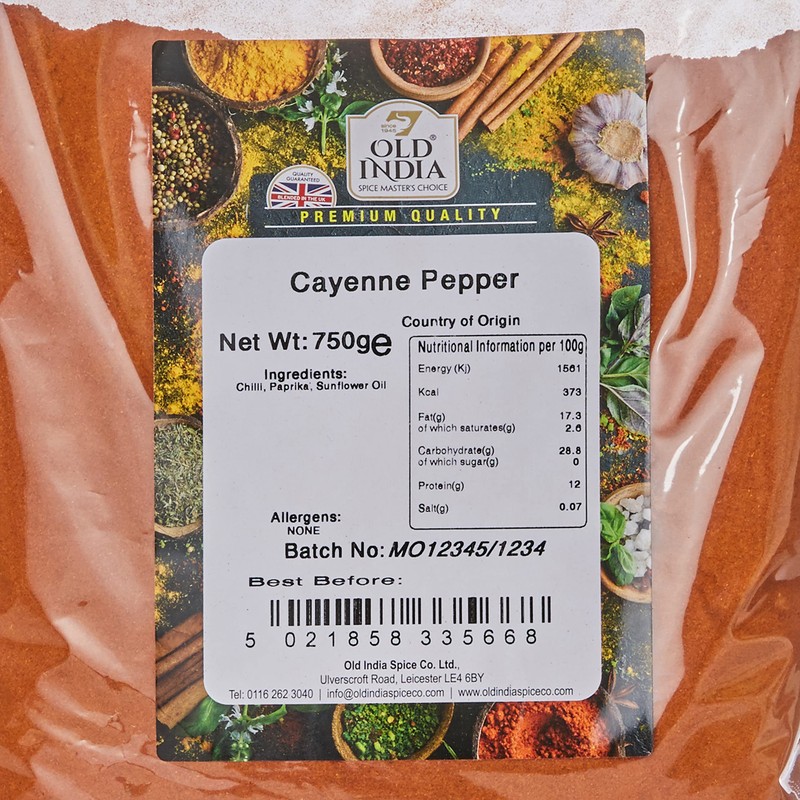 since
1945
OLD
INDIA®
SPICE MASTER'S CHOICE
QUALITY
GUARANTEED
BLENDED IN THE UK
PREMIUM QUALITY
Cayenne Pepper
Country of Origin
Net Wt: 750g℮
Ingredients:
Chilli, Paprika, Sunflower Oil
Nutritional Information per 100g
Energy (Kj) 1561
Kcal 373
Fat(g) 17.3
of which saturates(g) 2.6
Carbohydrate(g) 28.8
of which sugar(g) 0
Protein(g) 12
Salt(g) 0.07
Allergens:
NONE
Batch No: MO12345/1234
Best Before:
5 021858 335668
Old India Spice Co. Ltd.,
Ulverscroft Road, Leicester LE4 6BY
Tel: 0116 262 3040 | info@oldindiaspiceco.com | www.oldindiaspiceco.com